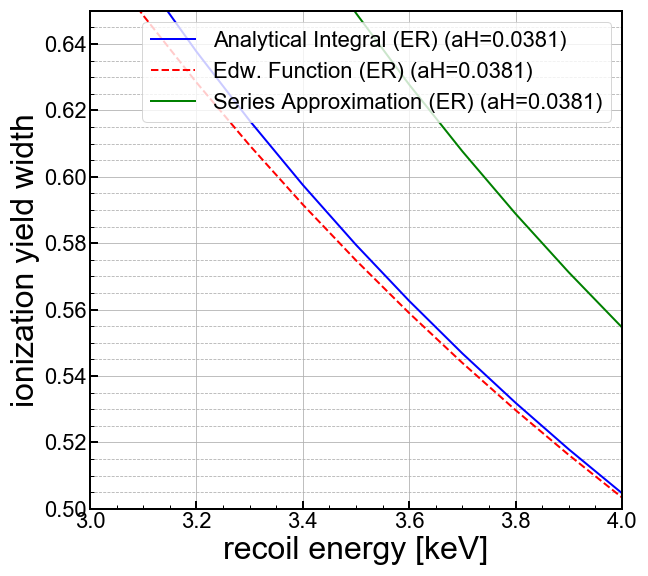 Analytical Integral (ER) (aH=0.0381)
Edw. Function (ER) (aH=0.0381)
Series Approximation (ER) (aH=0.0381)
ionization yield width
0.64
0.62
0.60
0.58
0.56
0.54
0.52
0.50
3.0 3.2 3.4 3.6 3.8 4.0
recoil energy [keV]